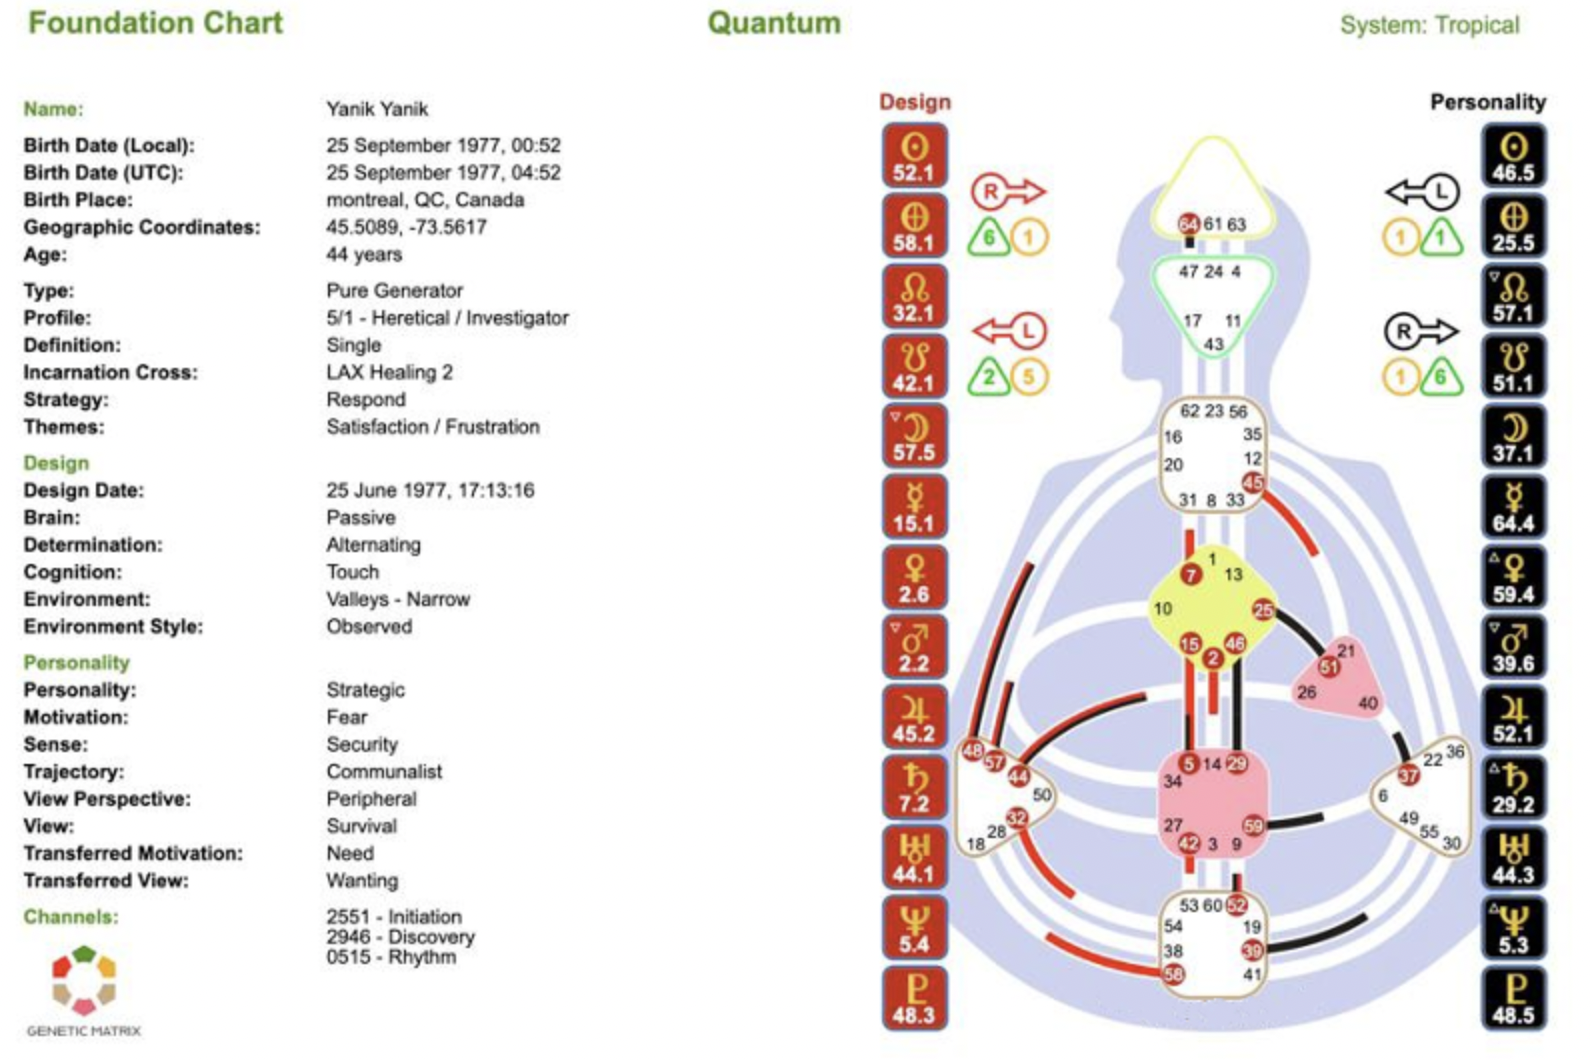 Foundation Chart
Quantum
System: Tropical
Name: Yanik Yanik
Birth Date (Local): 25 September 1977, 00:52
Birth Date (UTC): 25 September 1977, 04:52
Birth Place: montreal, QC, Canada
Geographic Coordinates: 45.5089, -73.5617
Age: 44 years
Type: Pure Generator
Profile: 5/1 - Heretical / Investigator
Definition: Single
Incarnation Cross: LAX Healing 2
Strategy: Respond
Themes: Satisfaction / Frustration
Design
Design Date: 25 June 1977, 17:13:16
Brain: Passive
Determination: Alternating
Cognition: Touch
Environment: Valleys - Narrow
Environment Style: Observed
Personality
Personality: Strategic
Motivation: Fear
Sense: Security
Trajectory: Communalist
View Perspective: Peripheral
View: Survival
Transferred Motivation: Need
Transferred View: Wanting
Channels: 2551 - Initiation
2946 - Discovery
0515 - Rhythm
GENETIC MATRIX
Design
52.1
58.1
32.1
42.1
57.5
15.1
2.6
2.2
45.2
7.2
44.1
5.4
48.3
R
6 1
L
2 5
64 61 63
47 24 4
17 11
43
62 23 56
16 35
20 12
45
31 8 33
1
7 13
10 25
15 2 46
21
51
26 40
48 57 44 50
32 28 18
5 14 29
34
27 59
42 3 9
36 22 37
6
49 55 30
53 60 52
54 19
38 39
58 41
L
1 1
R
1 6
Personality
46.5
25.5
57.1
51.1
37.1
64.4
59.4
39.6
52.1
29.2
44.3
5.3
48.5